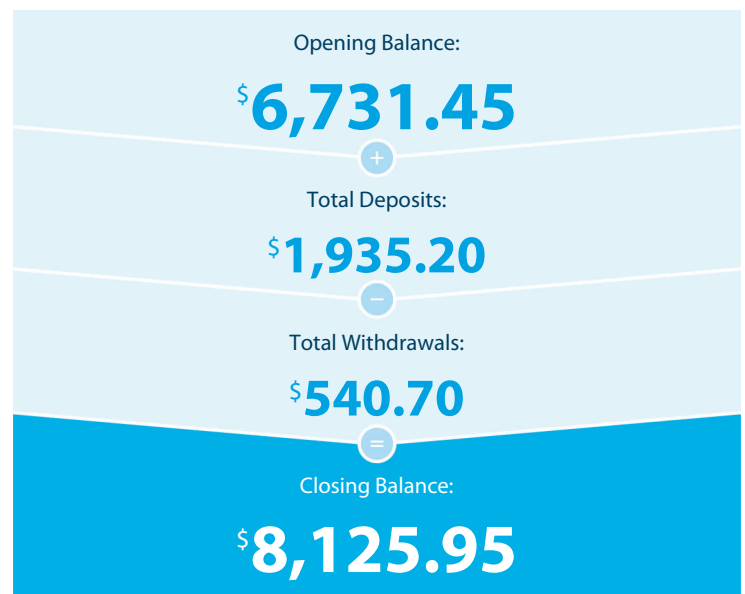 Opening Balance:
$6,731.45
+
Total Deposits:
$1,935.20
−
Total Withdrawals:
$540.70
=
Closing Balance:
$8,125.95